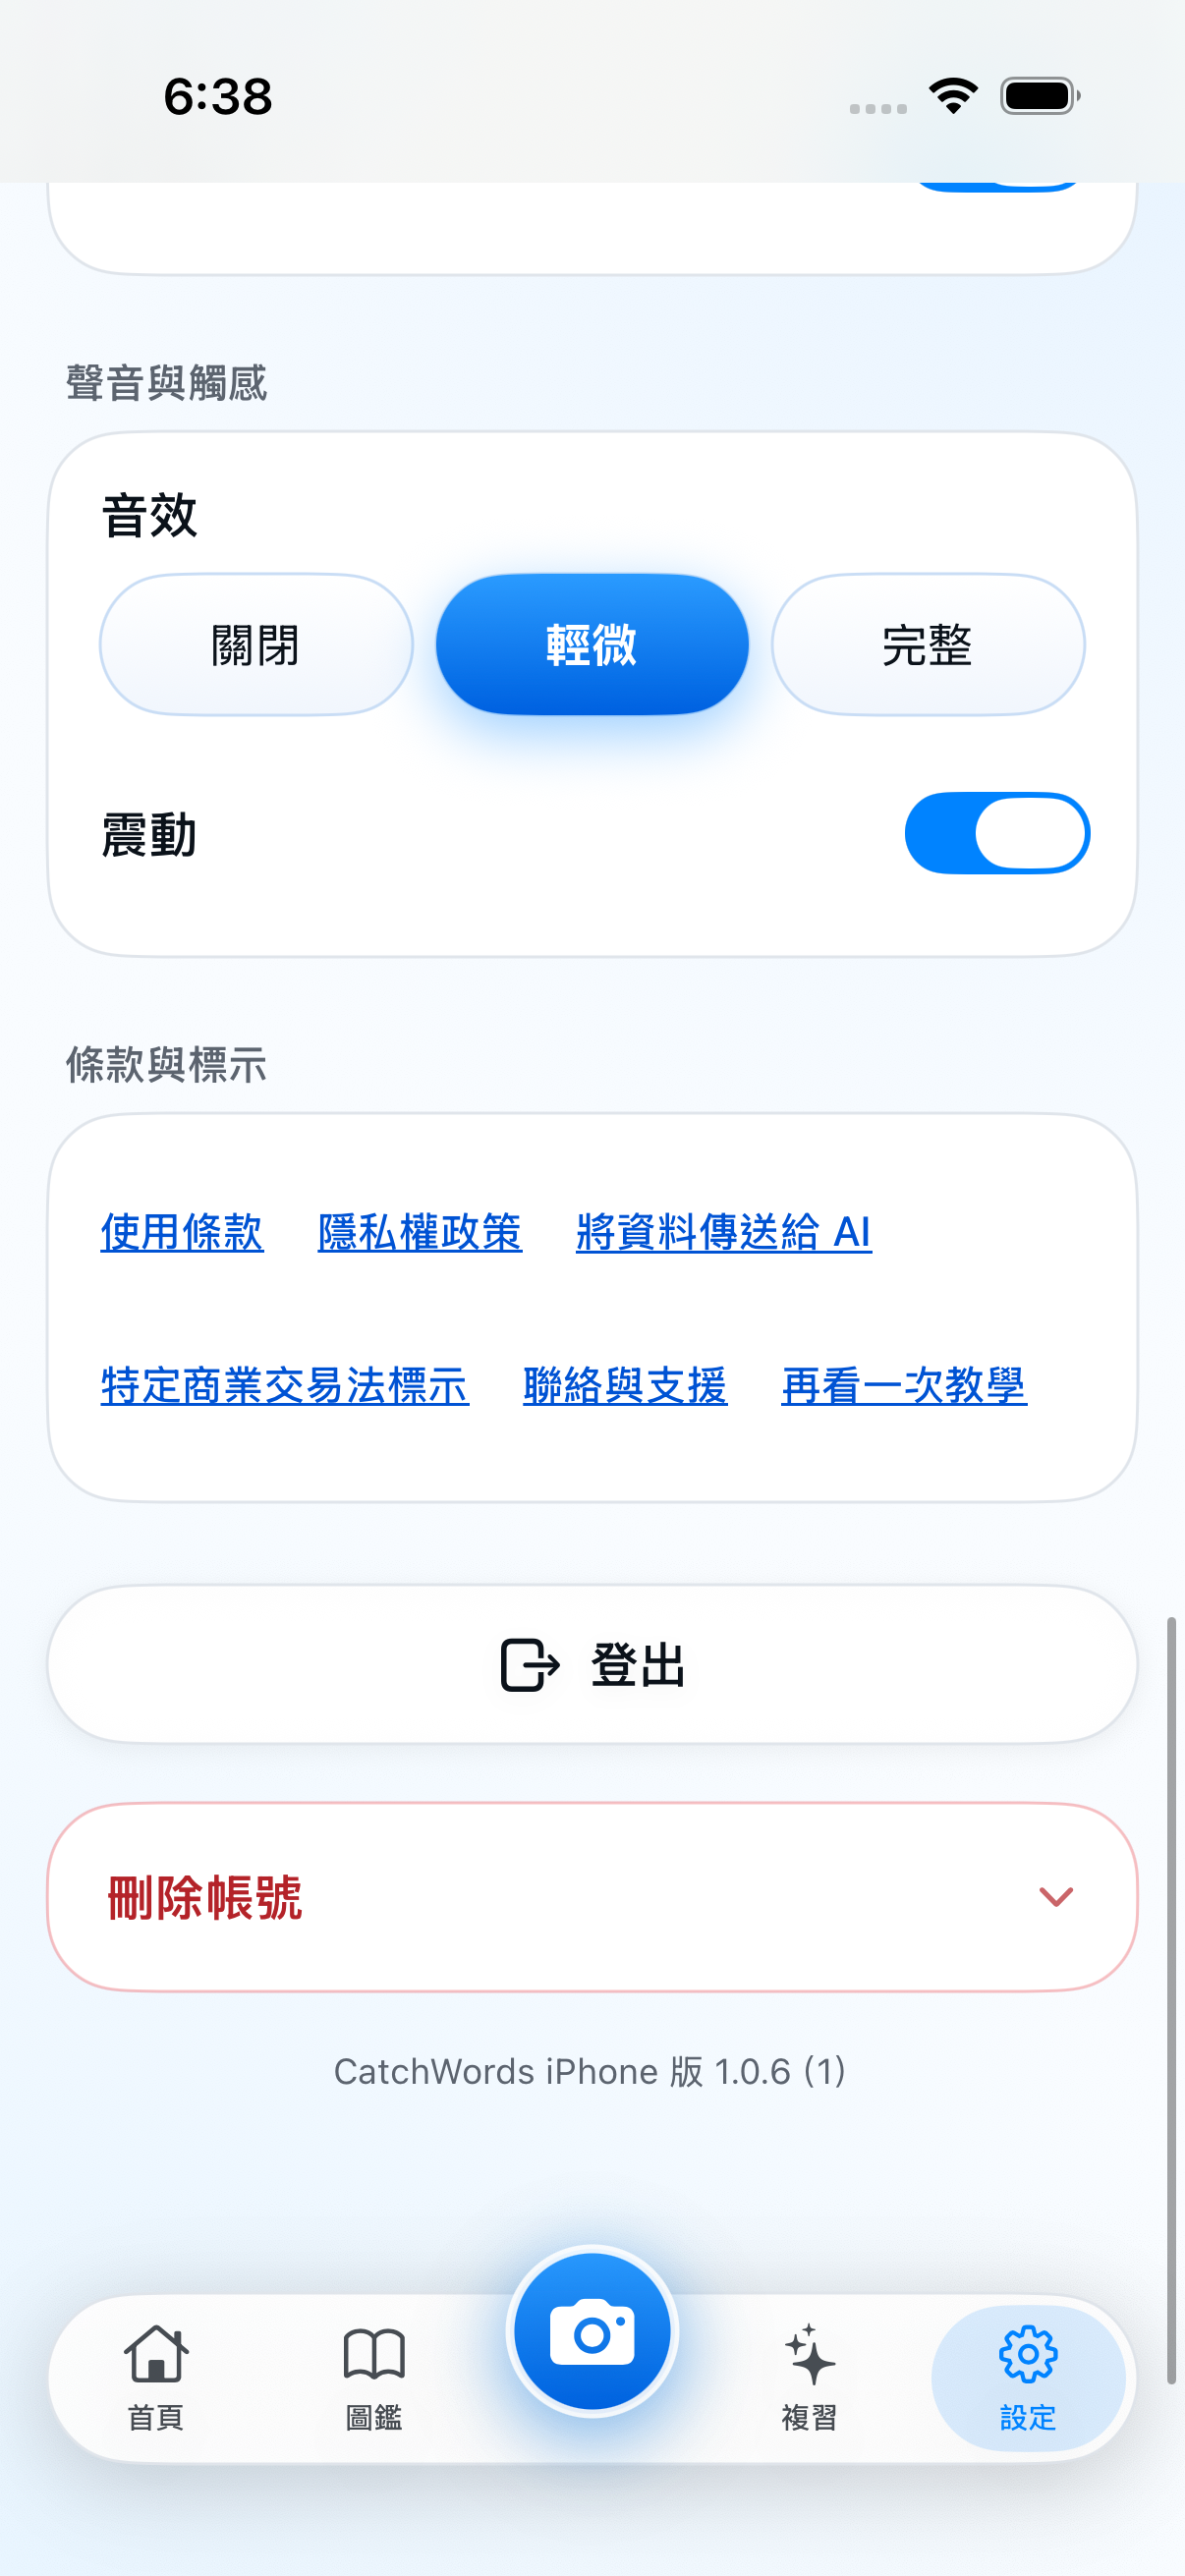 6:38
聲音與觸感
音效
關閉 輕微 完整
震動
條款與標示
使用條款 隱私權政策 將資料傳送給 AI
特定商業交易法標示 聯絡與支援 再看一次教學
登出
刪除帳號
CatchWords iPhone 版 1.0.6 (1)
首頁 圖鑑 複習 設定